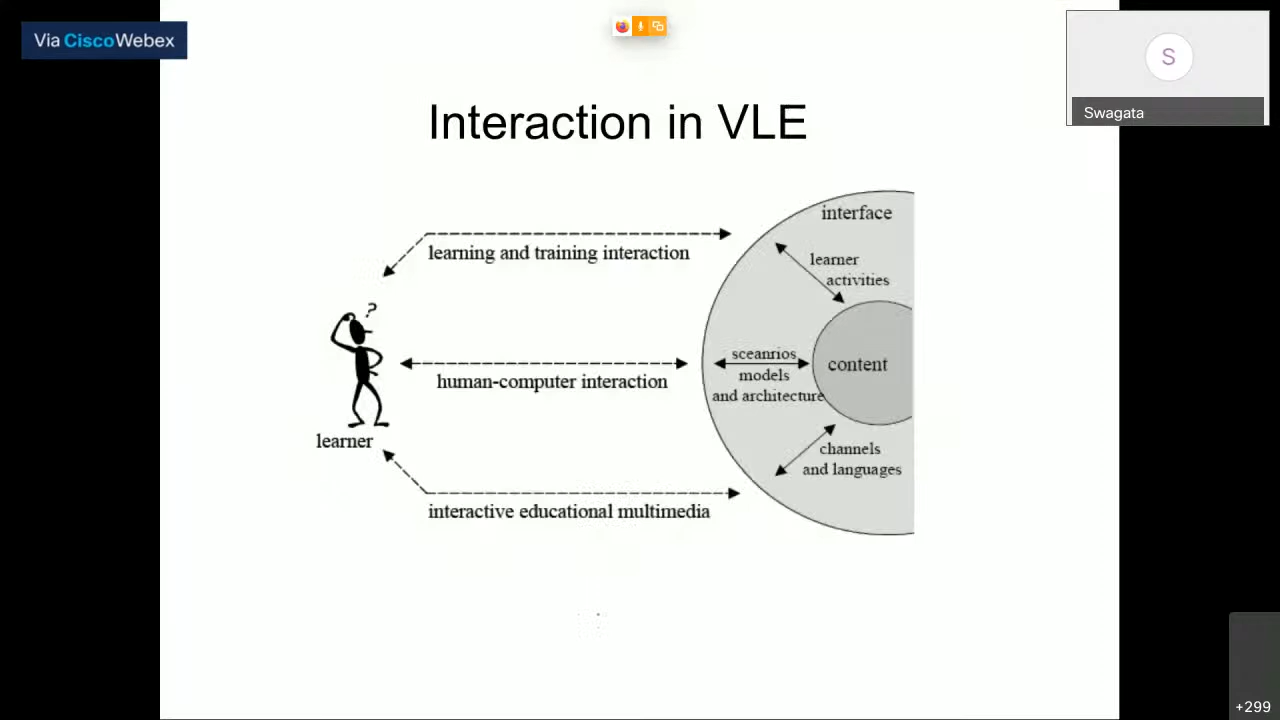 Via CiscoWebex
S
Swagata
Interaction in VLE
interface
learning and training interaction
learner
activities
?
sceanrios
models
and architecture
content
human-computer interaction
learner
channels
and languages
interactive educational multimedia
+299